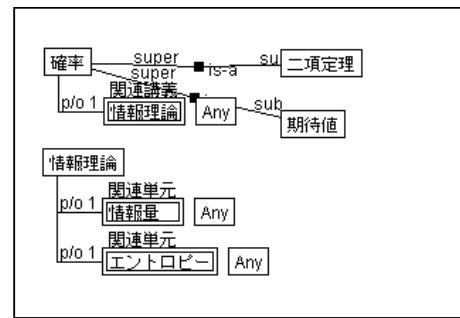 確率 super is-a su 二項定理
super
p/o 1 関連講義
情報理論 Any sub 期待値
情報理論
関連単元
p/o 1 情報量 Any
関連単元
p/o 1 エントロピー Any